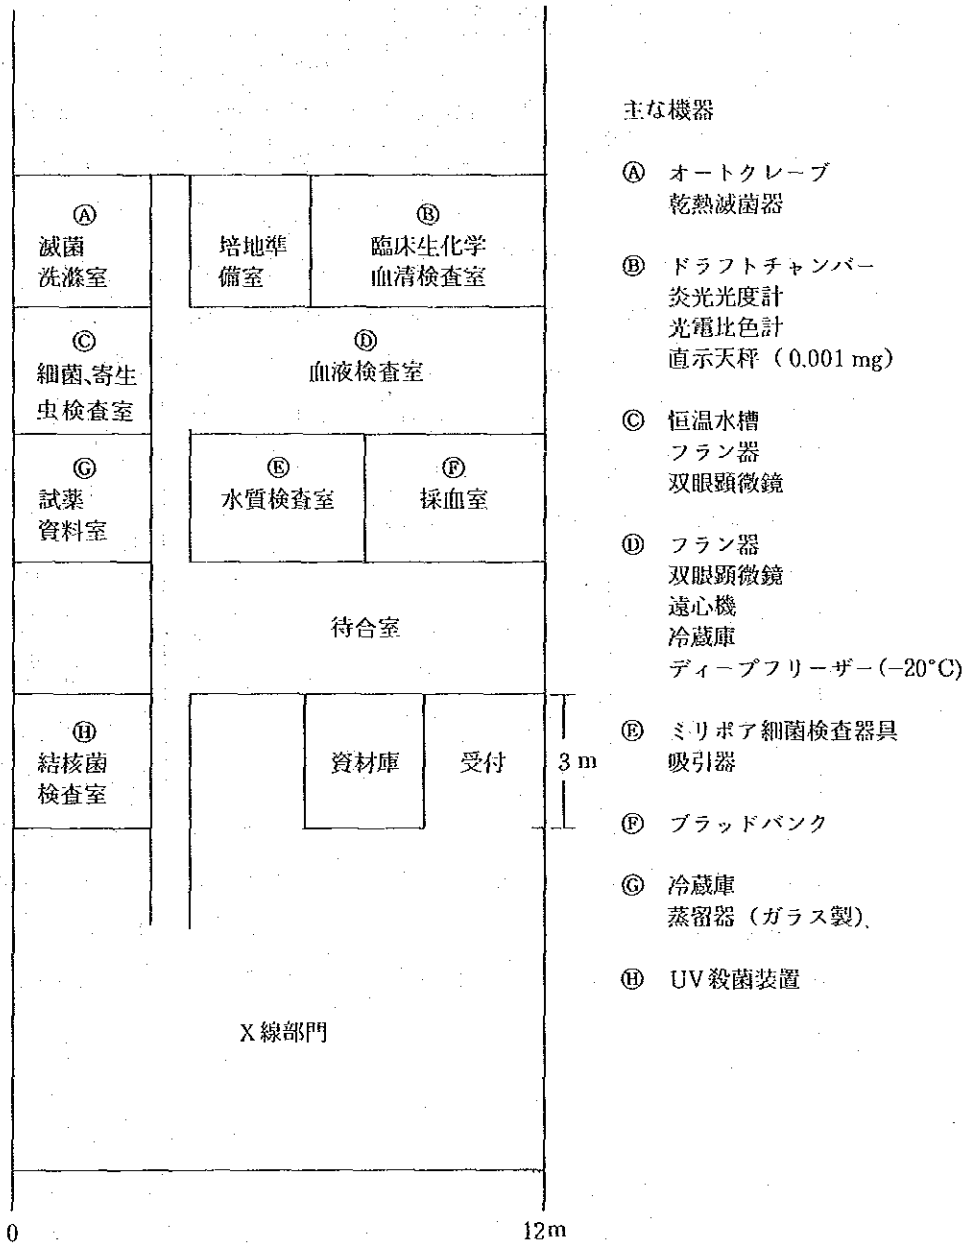 Ⓐ
滅菌
洗滌室
培地準
備室
Ⓑ
臨床生化学
血清検査室
Ⓒ
細菌、寄生
虫検査室
Ⓓ
血液検査室
Ⓖ
試薬
資料室
Ⓔ
水質検査室
Ⓕ
採血室
待合室
Ⓗ
結核菌
検査室
資材庫
受付
3m
X線部門
0
12m
主な機器
Ⓐ オートクレーブ
乾熱滅菌器
Ⓑ ドラフトチャンバー
炎光光度計
光電比色計
直示天秤(0.001mg)
Ⓒ 恒温水槽
フラン器
双眼顕微鏡
Ⓓ フラン器
双眼顕微鏡
遠心機
冷蔵庫
ディープフリーザー(−20°C)
Ⓔ ミリポア細菌検査器具
吸引器
Ⓕ ブラッドバンク
Ⓖ 冷蔵庫
蒸留器(ガラス製)
Ⓗ UV殺菌装置